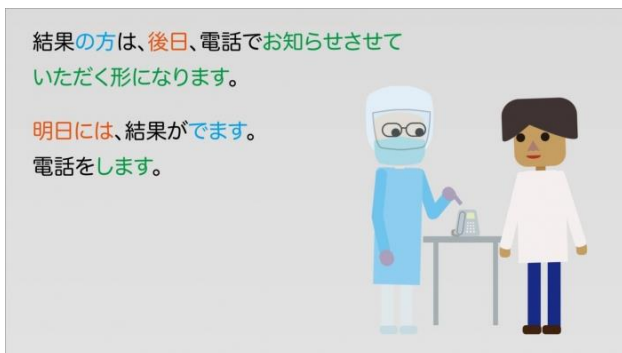 結果の方は、後日、電話でお知らせさせて
いただく形になります。
明日には、結果がでます。
電話をします。